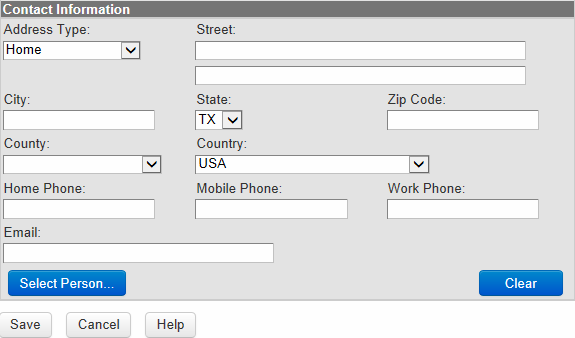 Contact Information
Address Type: Street:
Home
City: State: Zip Code:
TX
County: Country:
USA
Home Phone: Mobile Phone: Work Phone:
Email:
Select Person... Clear
Save Cancel Help